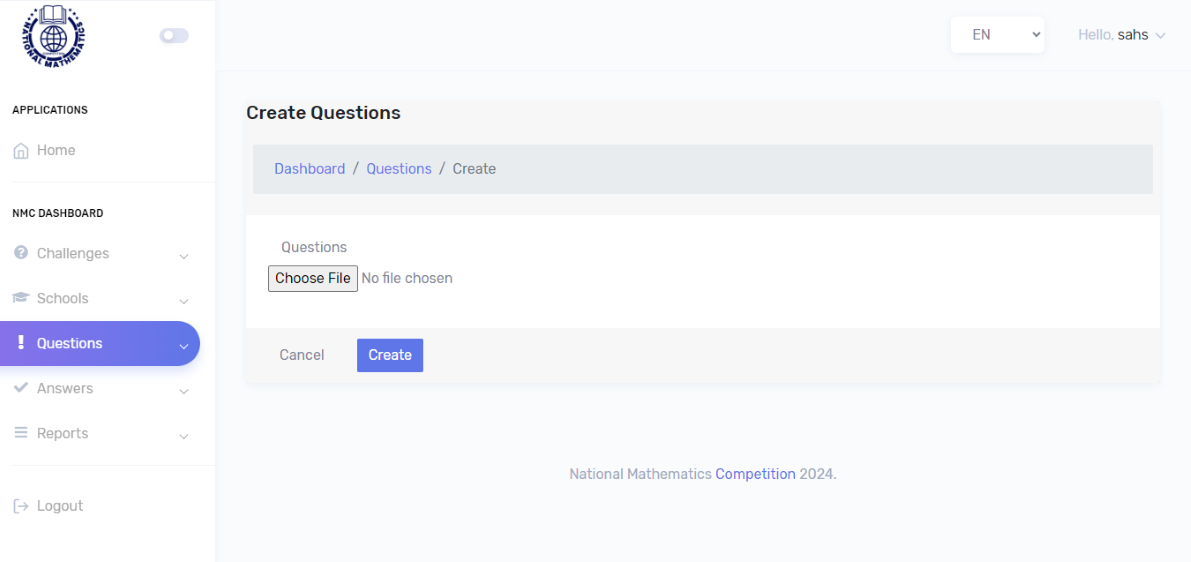 NATIONAL MATHEMATICS
EN
Hello, sahs
APPLICATIONS
Home
NMC DASHBOARD
Challenges
Schools
Questions
Answers
Reports
Logout
Create Questions
Dashboard / Questions / Create
Questions
Choose File No file chosen
Cancel Create
National Mathematics Competition 2024.